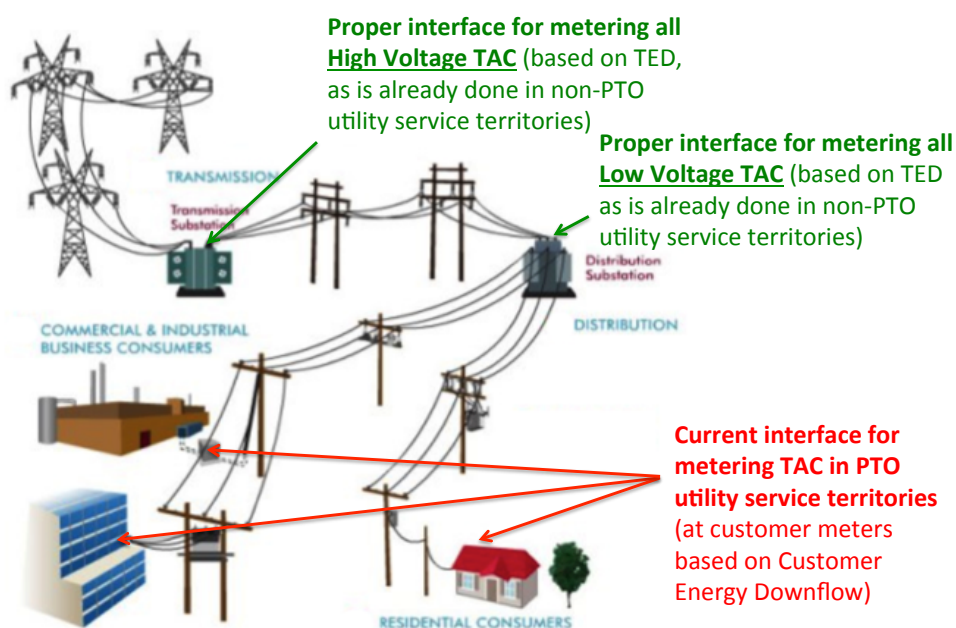 Proper interface for metering all
High Voltage TAC (based on TED,
as is already done in non-PTO
utility service territories)
Proper interface for metering all
Low Voltage TAC (based on TED
as is already done in non-PTO
utility service territories)
TRANSMISSION
Transmission
Substation
Distribution
Substation
DISTRIBUTION
COMMERCIAL & INDUSTRIAL
BUSINESS CONSUMERS
Current interface for
metering TAC in PTO
utility service territories
(at customer meters
based on Customer
Energy Downflow)
RESIDENTIAL CONSUMERS